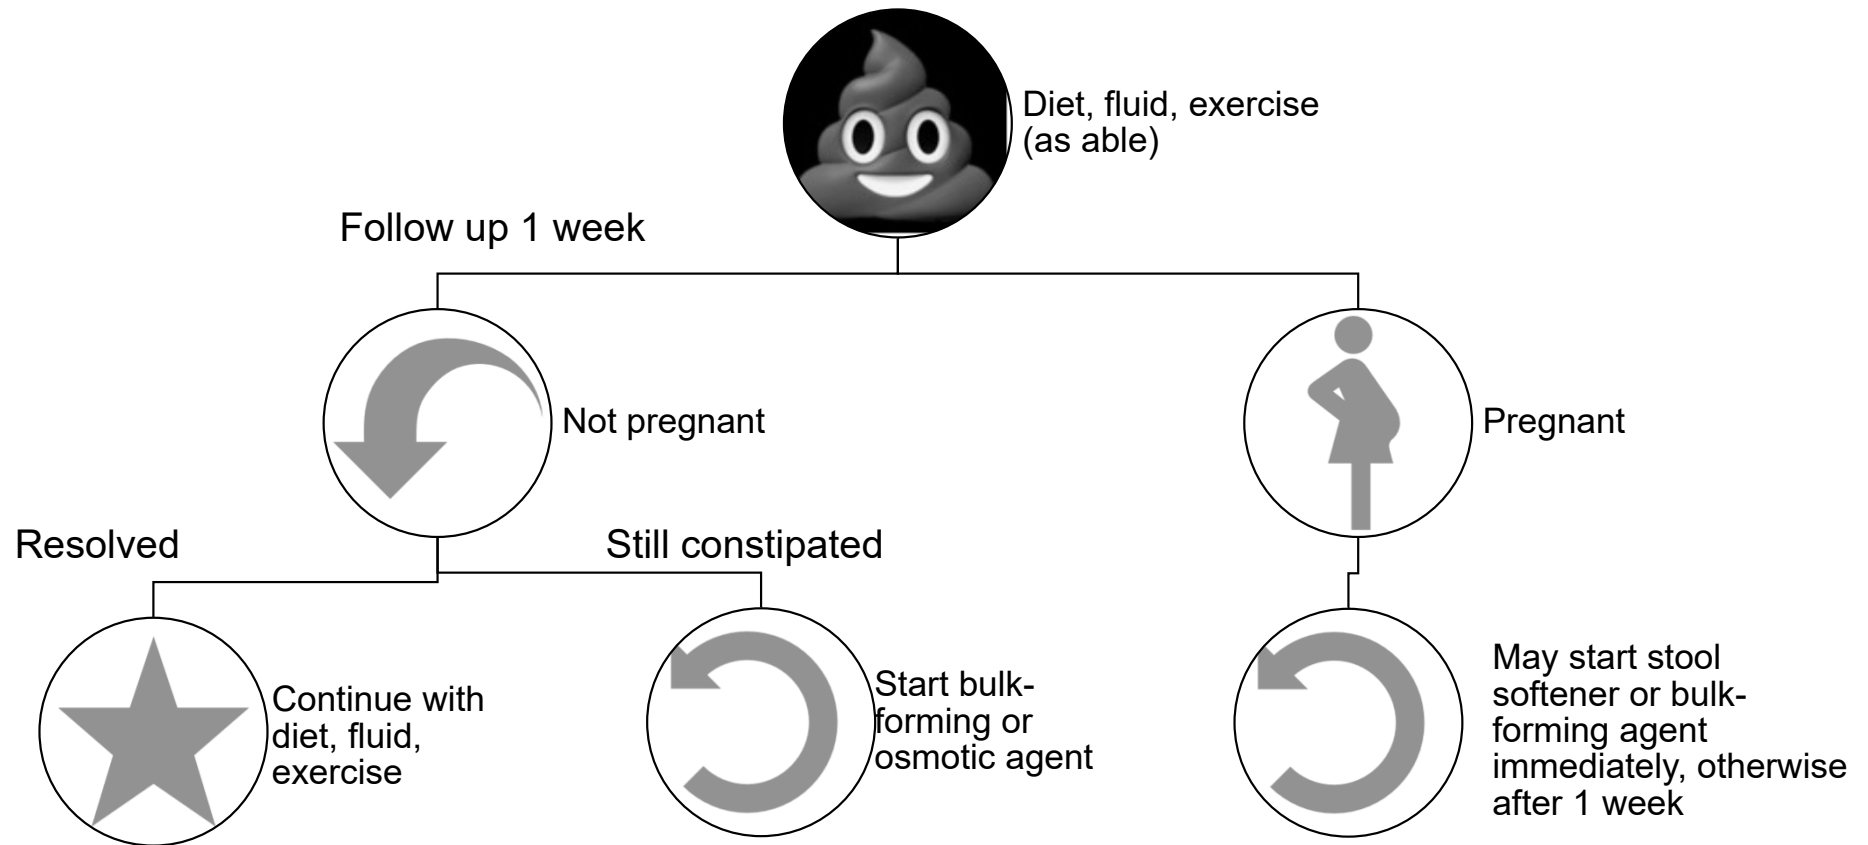 Diet, fluid, exercise
(as able)
Follow up 1 week
Not pregnant
Pregnant
Resolved
Still constipated
Continue with
diet, fluid,
exercise
Start bulk-
forming or
osmotic agent
May start stool
softener or bulk-
forming agent
immediately, otherwise
after 1 week